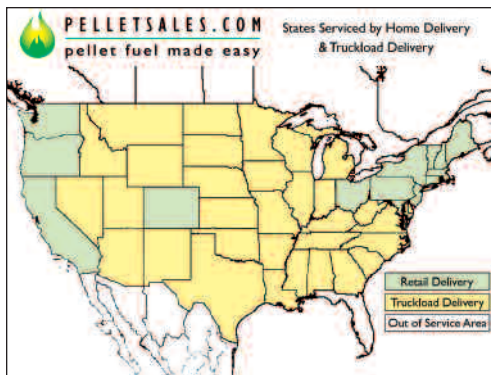 PELLETSALES.COM
pellet fuel made easy
States Serviced by Home Delivery
& Truckload Delivery
Retail Delivery
Truckload Delivery
Out of Service Area